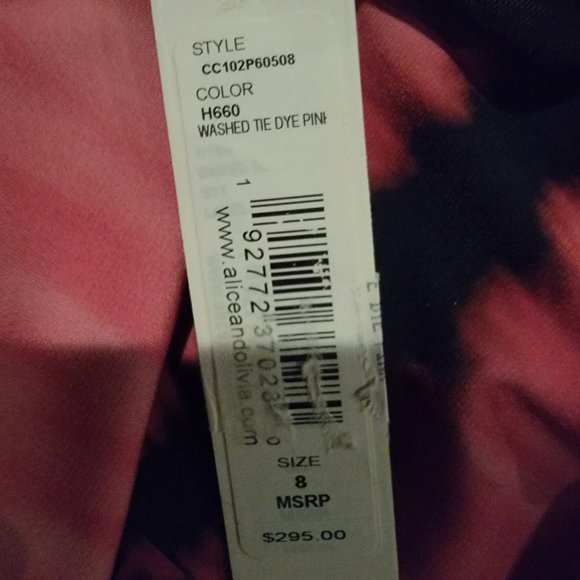 STYLE
CC102P60508
COLOR
H660
WASHED TIE DYE PINK
www.aliceandolivia.com
SIZE
8
MSRP
$295.00